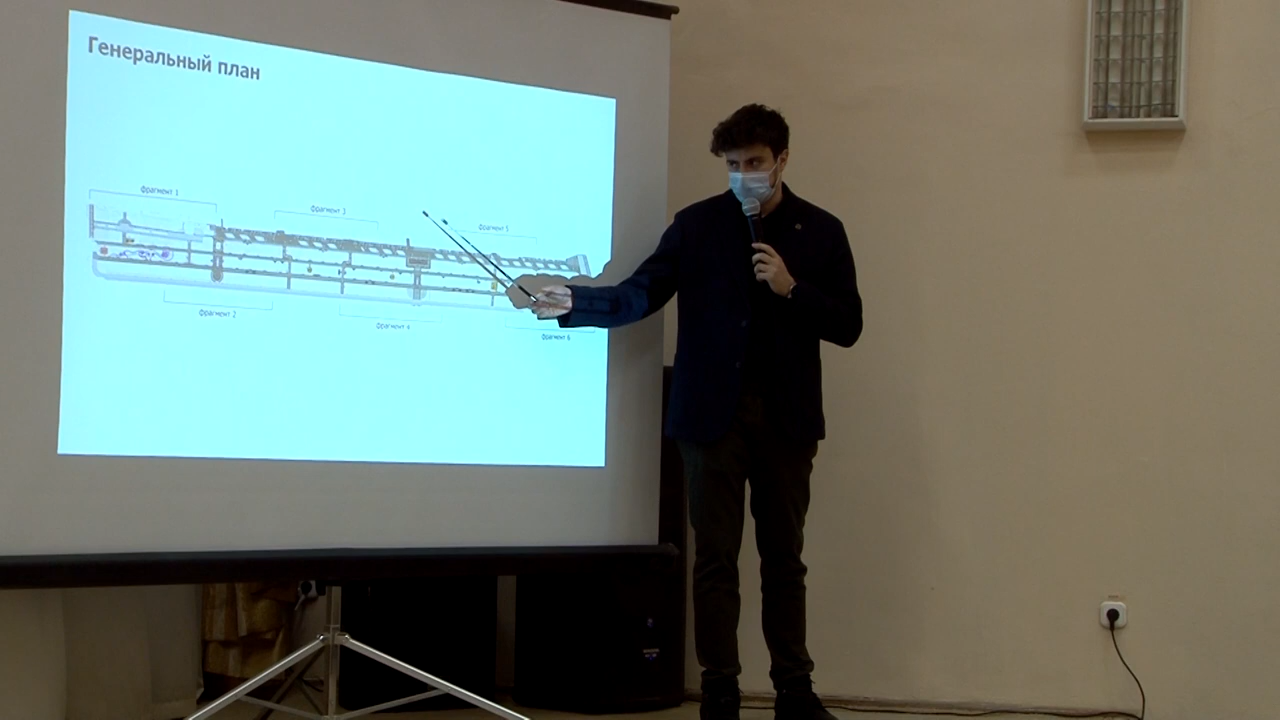 Генеральный план
фрагмент 1
фрагмент 3
фрагмент 5
фрагмент 2
фрагмент 4
фрагмент 6